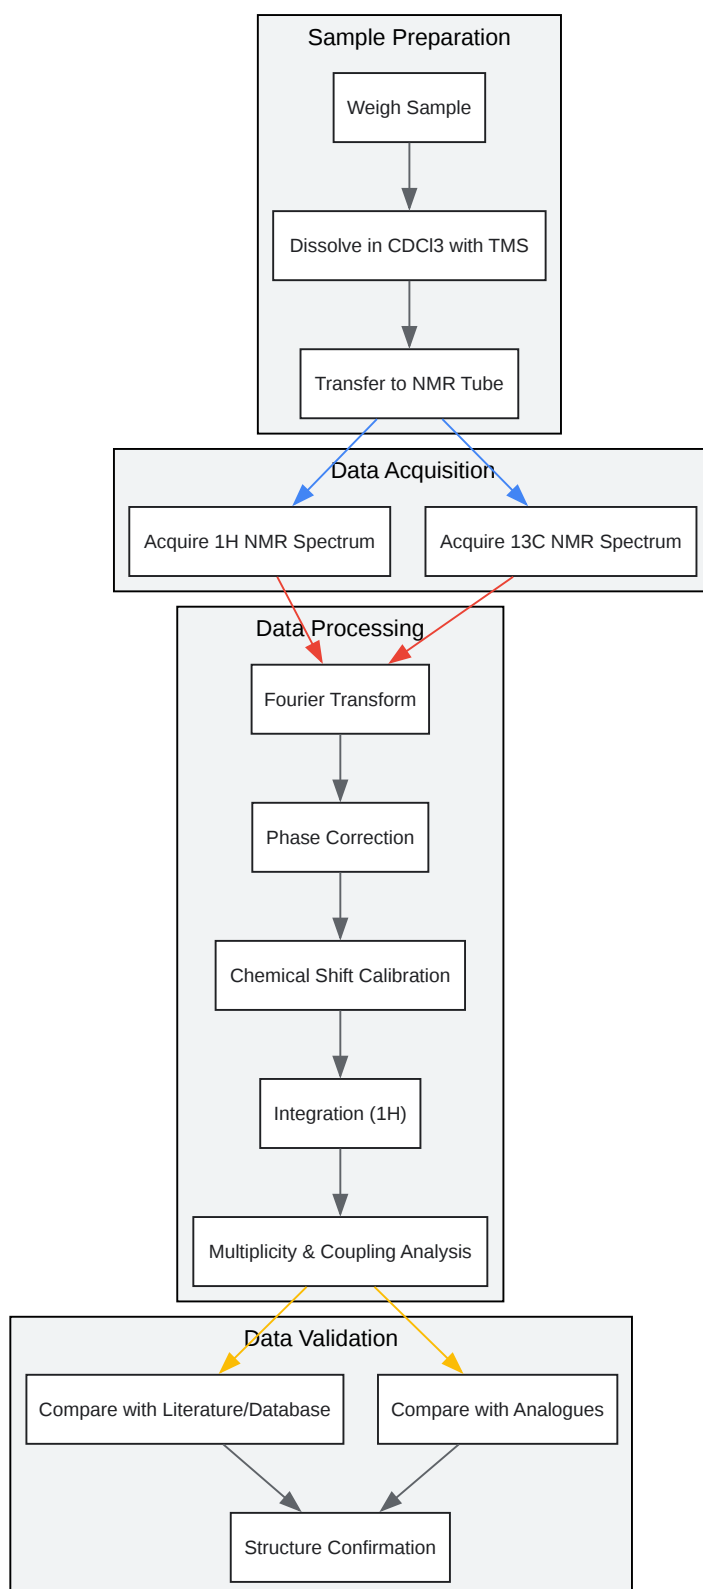 Sample Preparation
Weigh Sample
Dissolve in CDCl3 with TMS
Transfer to NMR Tube
Data Acquisition
Acquire 1H NMR Spectrum
Acquire 13C NMR Spectrum
Data Processing
Fourier Transform
Phase Correction
Chemical Shift Calibration
Integration (1H)
Multiplicity & Coupling Analysis
Data Validation
Compare with Literature/Database
Compare with Analogues
Structure Confirmation